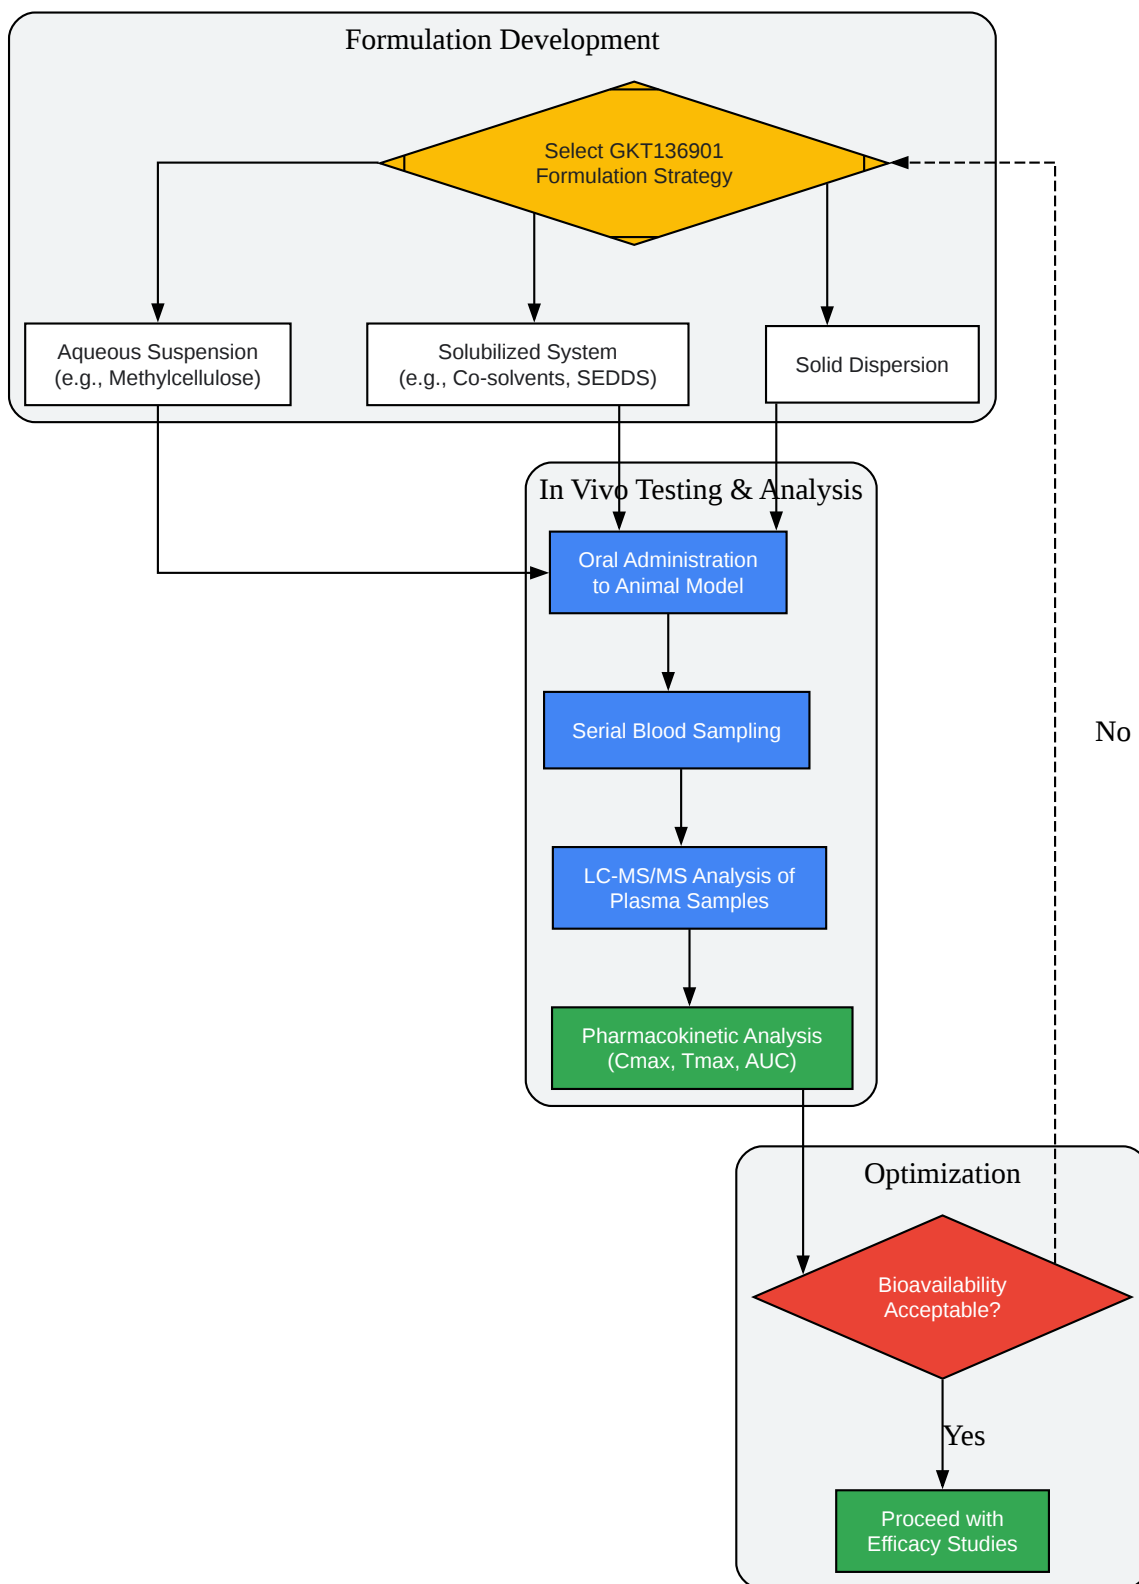 Formulation Development
Select GKT136901
Formulation Strategy
Aqueous Suspension
(e.g., Methylcellulose)
Solubilized System
(e.g., Co-solvents, SEDDS)
Solid Dispersion
In Vivo Testing & Analysis
Oral Administration
to Animal Model
Serial Blood Sampling
No
LC-MS/MS Analysis of
Plasma Samples
Pharmacokinetic Analysis
(Cmax, Tmax, AUC)
Optimization
Bioavailability
Acceptable?
Yes
Proceed with
Efficacy Studies